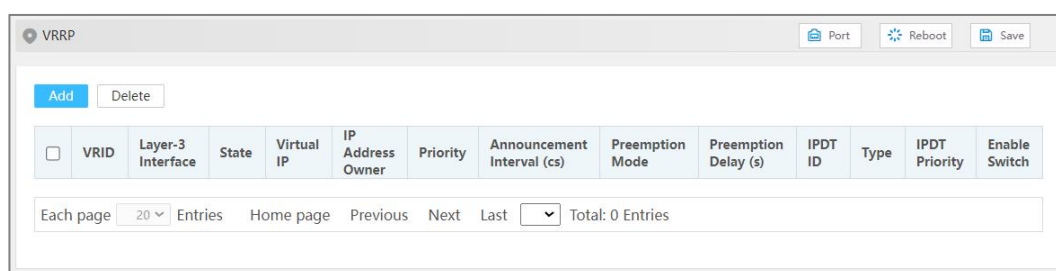 VRRP Port Reboot Save
Add Delete
VRID Layer-3 Interface State Virtual IP IP Address Owner Priority Announcement Interval (cs) Preemption Mode Preemption Delay (s) IPDT ID Type IPDT Priority Enable Switch
Each page 20 Entries Home page Previous Next Last Total: 0 Entries